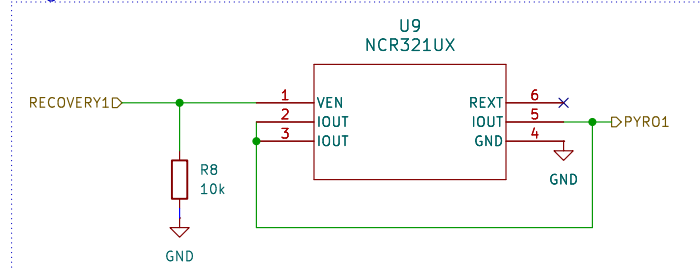 U9
NCR321UX
RECOVERY1
1 VEN REXT 6
2 IOUT IOUT 5 PYRO1
3 IOUT GND 4
R8
10k
GND
GND